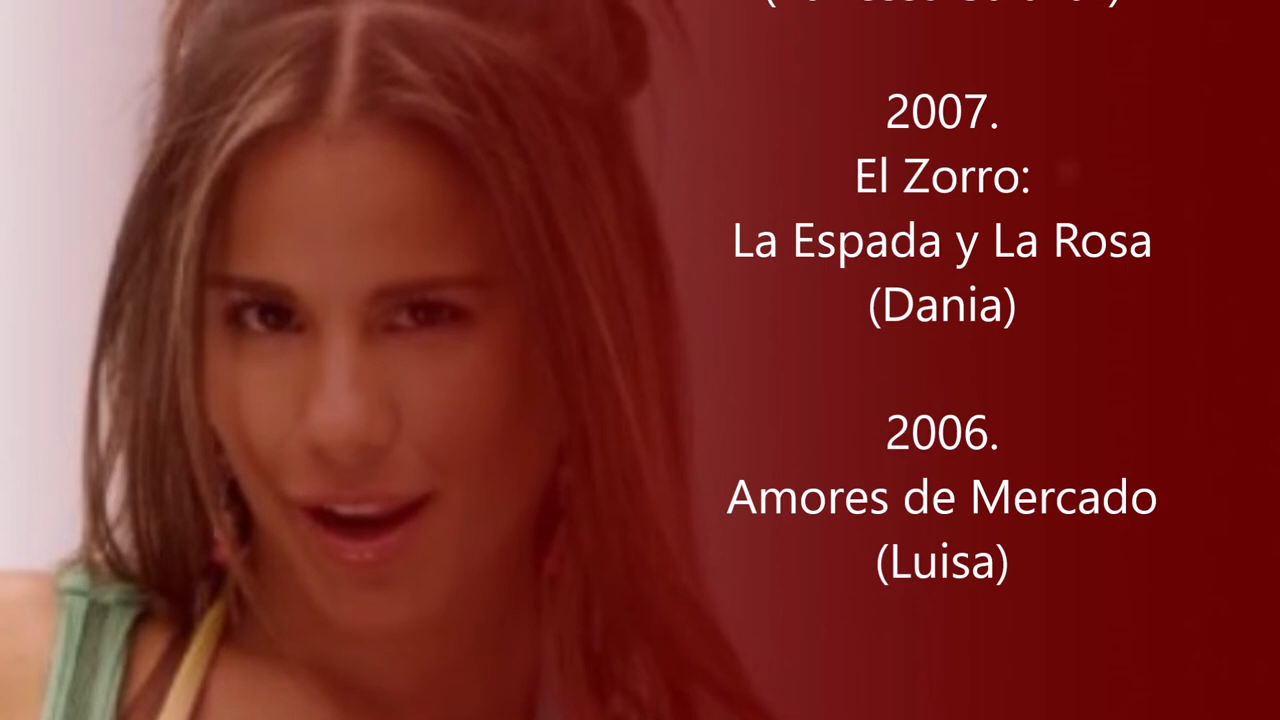 2007.
El Zorro:
La Espada y La Rosa
(Dania)
2006.
Amores de Mercado
(Luisa)